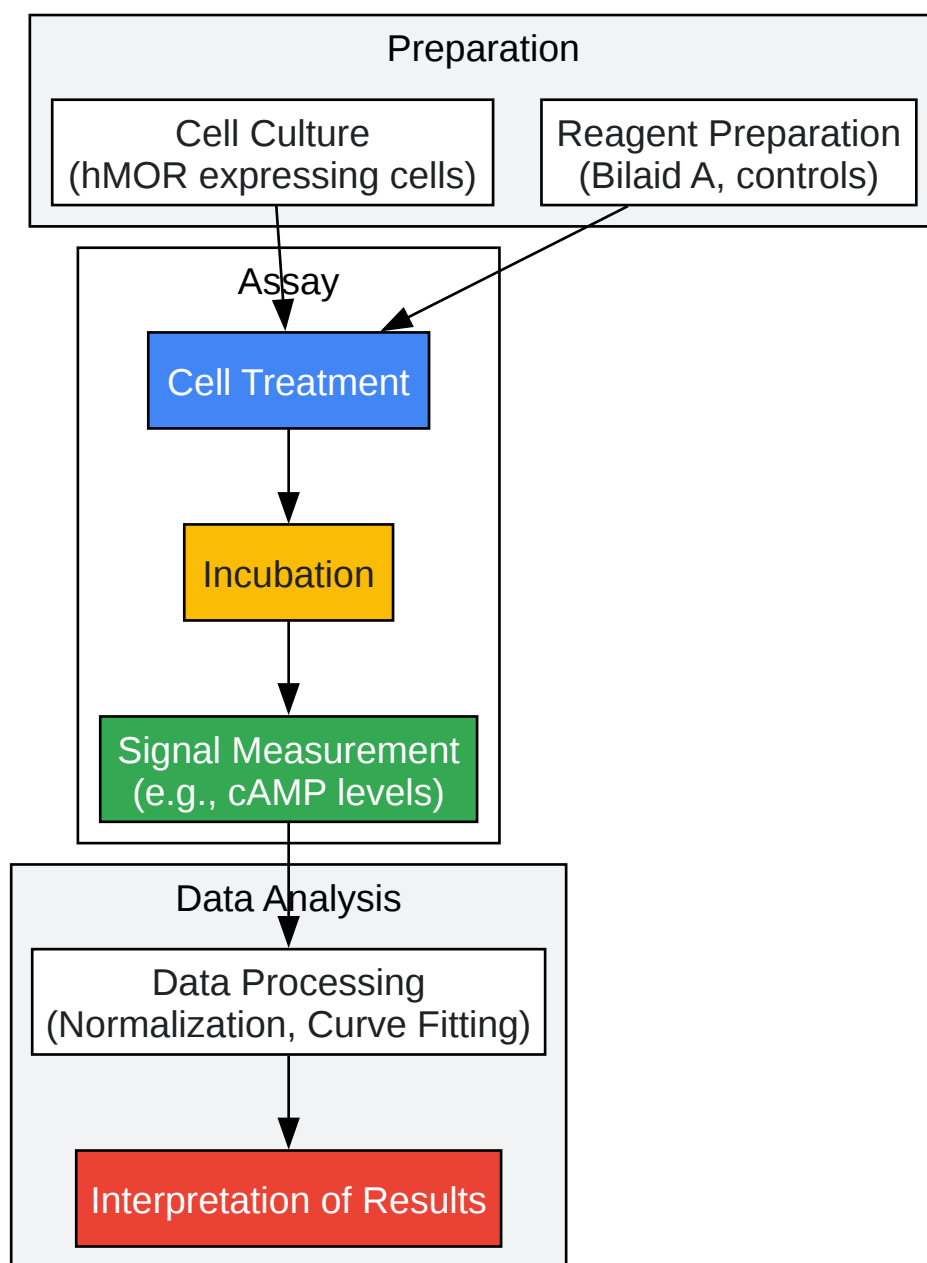 Preparation
Cell Culture
(hMOR expressing cells)
Reagent Preparation
(Bilaid A, controls)
Assay
Cell Treatment
Incubation
Signal Measurement
(e.g., cAMP levels)
Data Analysis
Data Processing
(Normalization, Curve Fitting)
Interpretation of Results